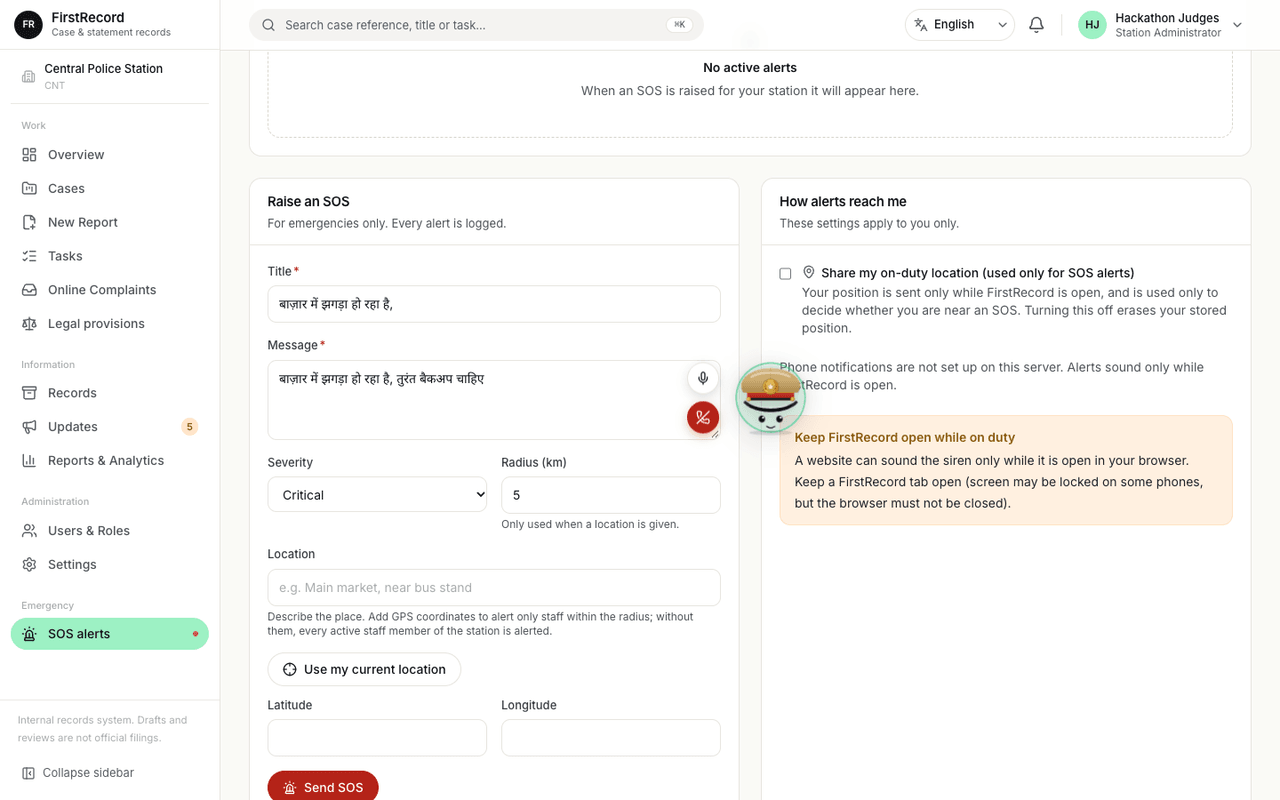 FR
FirstRecord
Case & statement records
Search case reference, title or task...
⌘K
English
HJ
Hackathon Judges
Station Administrator
Central Police Station
CNT
Work
Overview
Cases
New Report
Tasks
Online Complaints
Legal provisions
Information
Records
Updates
5
Reports & Analytics
Administration
Users & Roles
Settings
Emergency
SOS alerts
Internal records system. Drafts and
reviews are not official filings.
Collapse sidebar
No active alerts
When an SOS is raised for your station it will appear here.
Raise an SOS
For emergencies only. Every alert is logged.
Title*
बाज़ार में झगड़ा हो रहा है,
Message*
बाज़ार में झगड़ा हो रहा है, तुरंत बैकअप चाहिए
Severity
Radius (km)
Critical
5
Only used when a location is given.
Location
e.g. Main market, near bus stand
Describe the place. Add GPS coordinates to alert only staff within the radius; without
them, every active staff member of the station is alerted.
Use my current location
Latitude
Longitude
Send SOS
How alerts reach me
These settings apply to you only.
Share my on-duty location (used only for SOS alerts)
Your position is sent only while FirstRecord is open, and is used only to
decide whether you are near an SOS. Turning this off erases your stored
position.
Phone notifications are not set up on this server. Alerts sound only while
stRecord is open.
Keep FirstRecord open while on duty
A website can sound the siren only while it is open in your browser.
Keep a FirstRecord tab open (screen may be locked on some phones,
but the browser must not be closed).